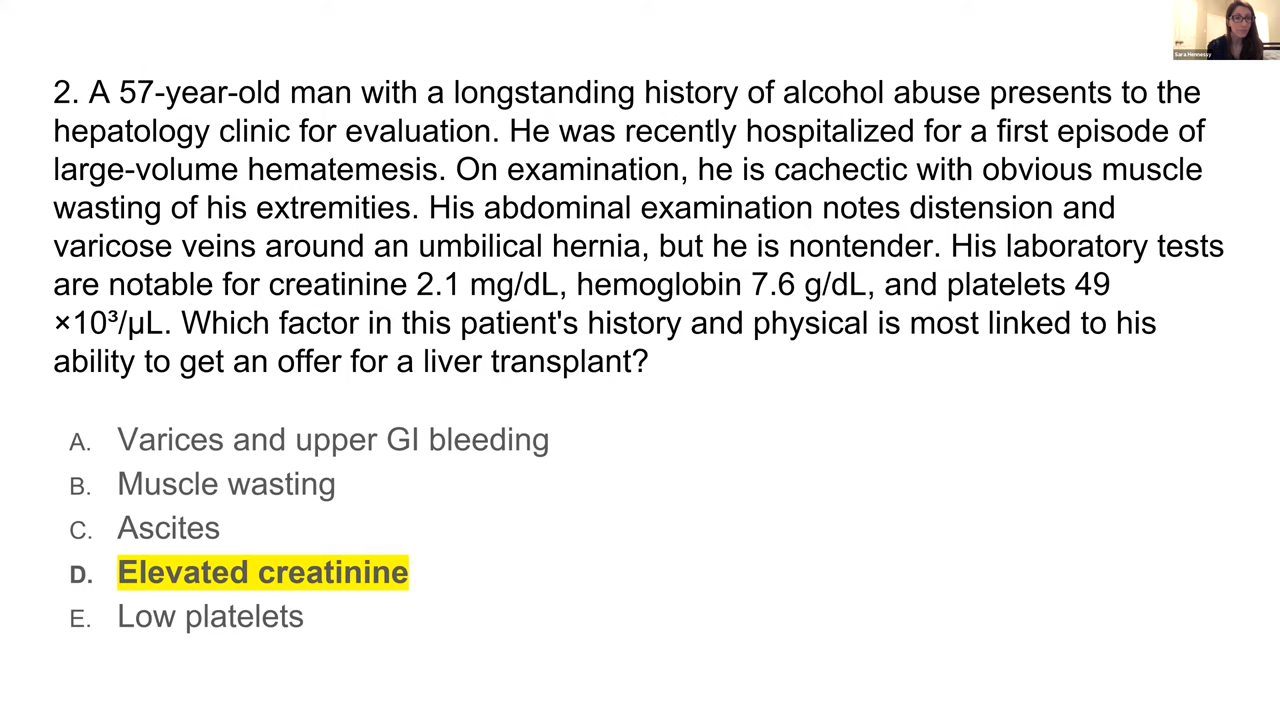 Sara Hennessy
2. A 57-year-old man with a longstanding history of alcohol abuse presents to the
hepatology clinic for evaluation. He was recently hospitalized for a first episode of
large-volume hematemesis. On examination, he is cachectic with obvious muscle
wasting of his extremities. His abdominal examination notes distension and
varicose veins around an umbilical hernia, but he is nontender. His laboratory tests
are notable for creatinine 2.1 mg/dL, hemoglobin 7.6 g/dL, and platelets 49
×10³/µL. Which factor in this patient's history and physical is most linked to his
ability to get an offer for a liver transplant?
A. Varices and upper GI bleeding
B. Muscle wasting
C. Ascites
D. Elevated creatinine
E. Low platelets